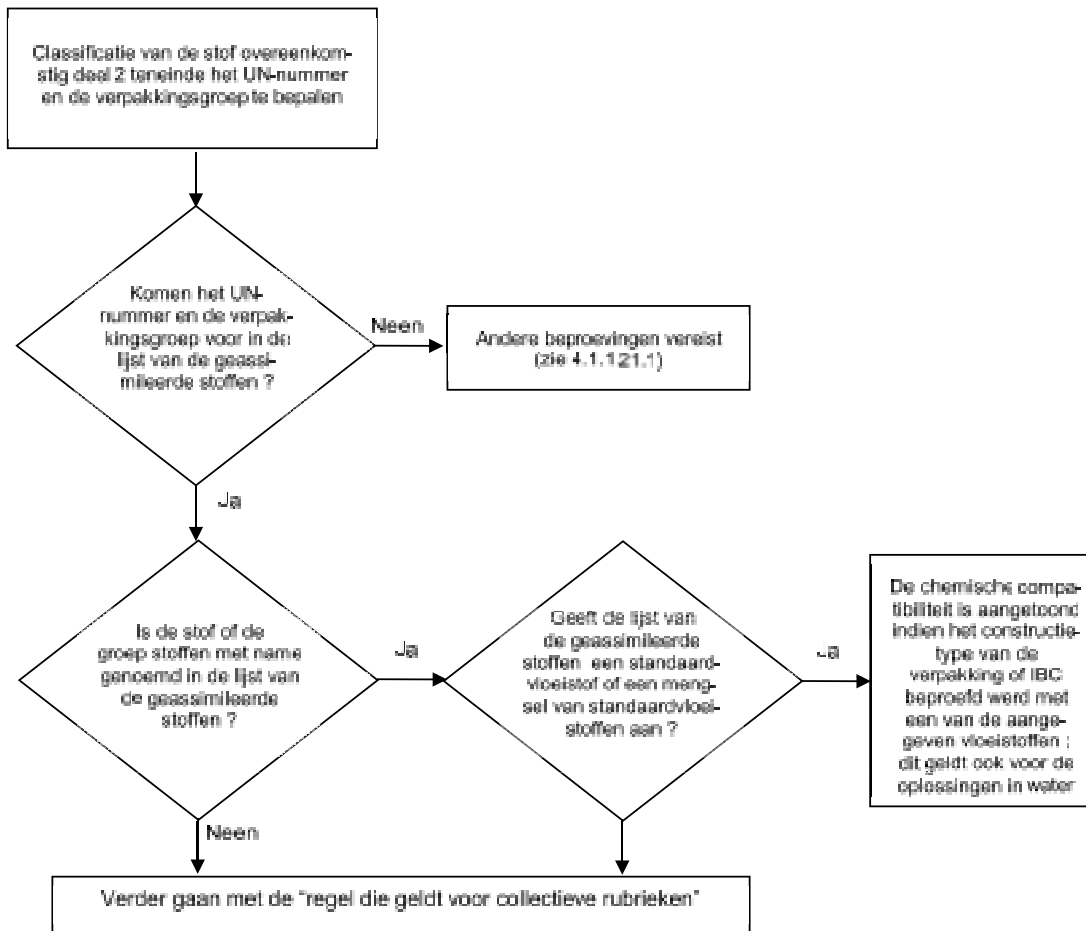 Classificatie van de stof overeenkom-
stig deel 2 teneinde het UN-nummer
en de verpakkingsgroep te bepalen
Komen het UN-
nummer en de verpak-
kingsgroep voor in de
lijst van de geassi-
mileerde stoffen ?
Neen
Andere beproevingen vereist
(zie 4.1.1.21.1)
Ja
Is de stof of de
groep stoffen met name
genoemd in de lijst van
de geassimileerde
stoffen ?
Ja
Geeft de lijst van
de geassimileerde
stoffen een standaard-
vloeistof of een meng-
sel van standaardvloei-
stoffen aan ?
Ja
De chemische compa-
tibiliteit is aangetoond
indien het constructie-
type van de
verpakking of IBC
beproefd werd met
een van de aange-
geven vloeistoffen ;
dit geldt ook voor de
oplossingen in water
Neen
Verder gaan met de "regel die geldt voor collectieve rubrieken"